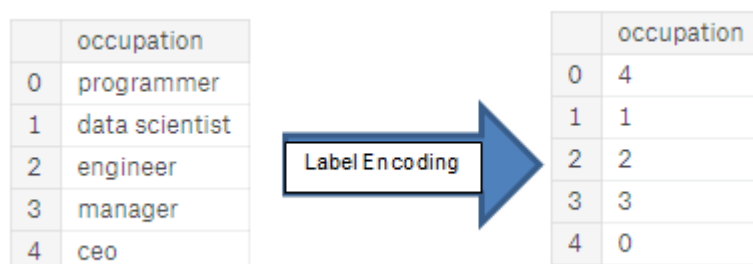 occupation
0 programmer
1 data scientist
2 engineer
3 manager
4 ceo
Label Encoding
occupation
0 4
1 1
2 2
3 3
4 0